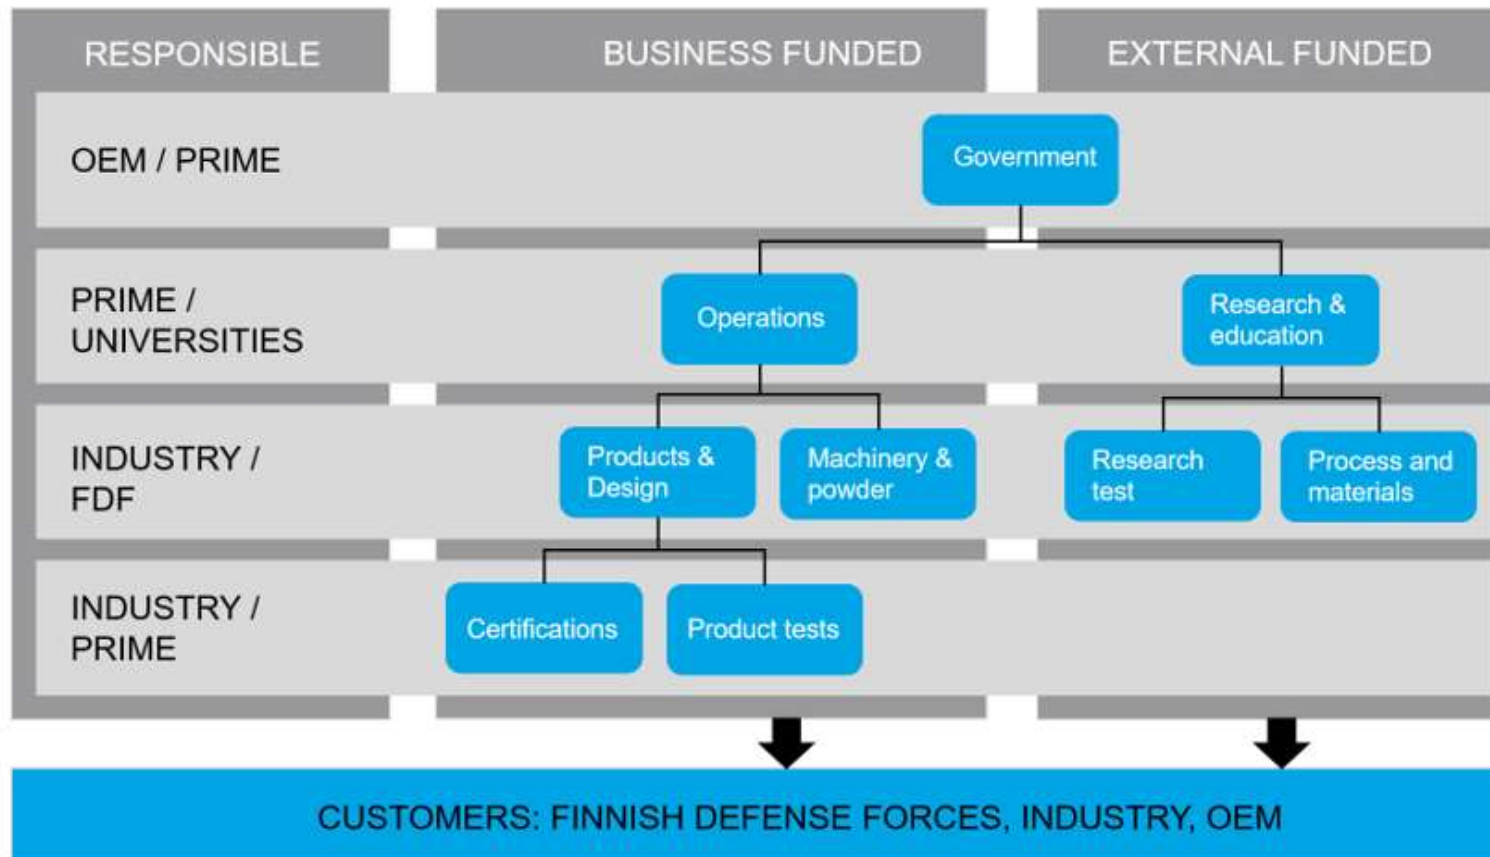 RESPONSIBLE
BUSINESS FUNDED
EXTERNAL FUNDED
OEM / PRIME
Government
PRIME /
UNIVERSITIES
Operations
Research &
education
INDUSTRY /
FDF
Products &
Design
Machinery &
powder
Research
test
Process and
materials
INDUSTRY /
PRIME
Certifications
Product tests
CUSTOMERS: FINNISH DEFENSE FORCES, INDUSTRY, OEM